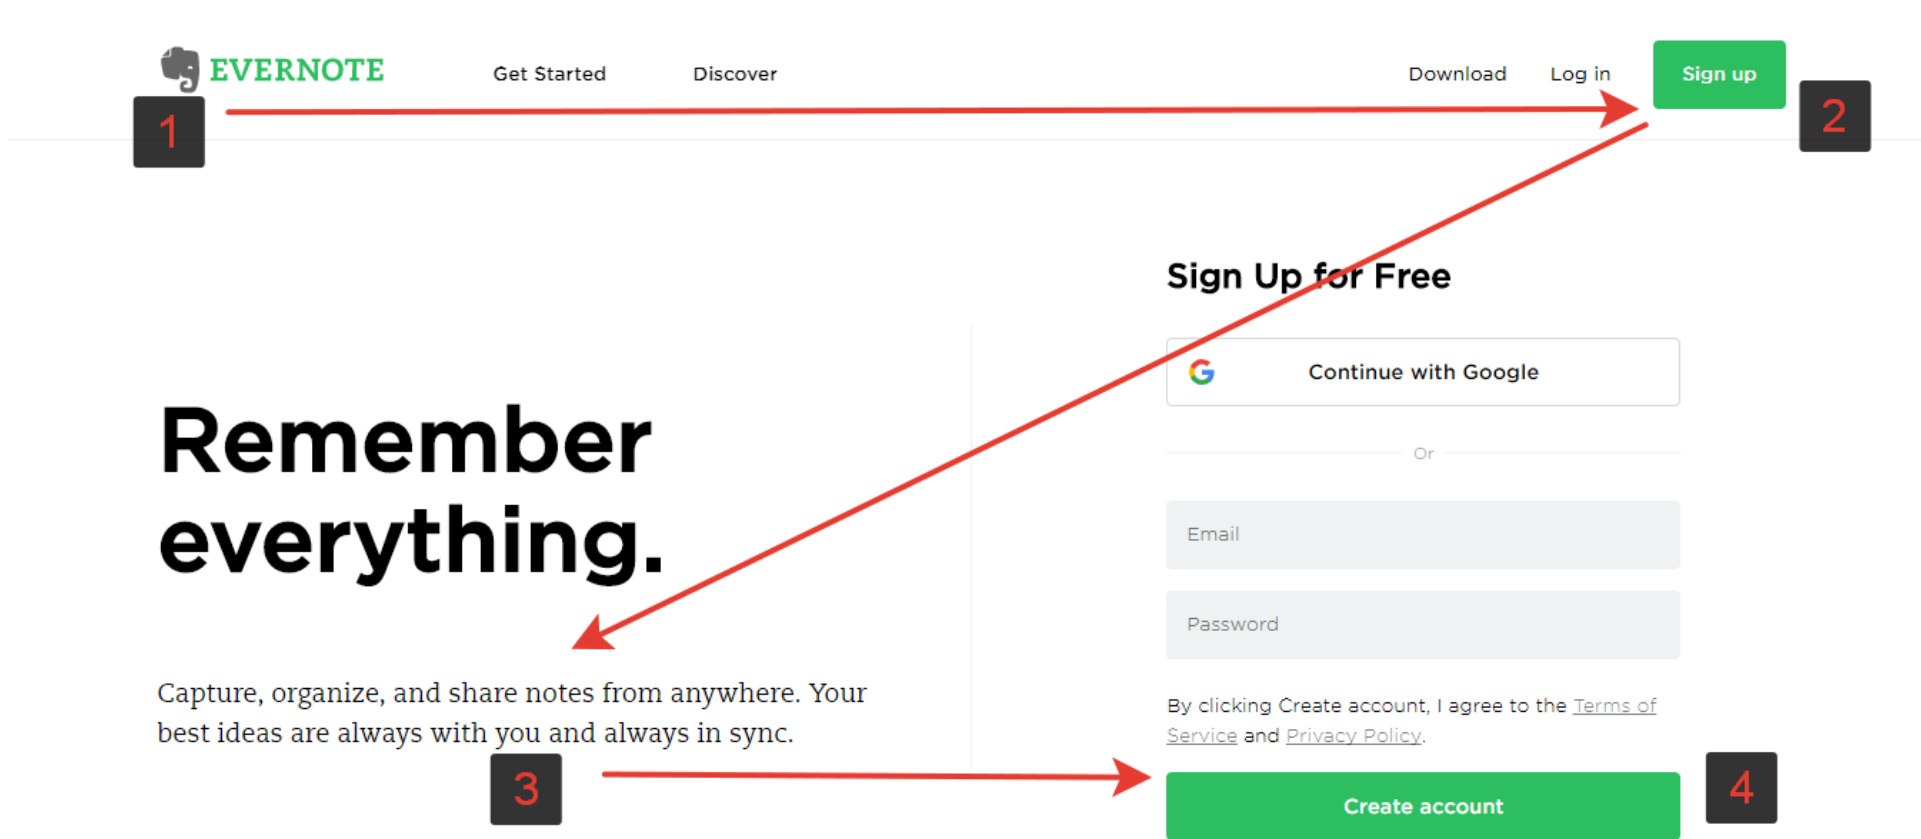 EVERNOTE
Get Started
Discover
Download
Log in
Sign up
1
2
Sign Up for Free
Continue with Google
Or
Email
Password
By clicking Create account, I agree to the Terms of
Service and Privacy Policy.
Remember
everything.
Capture, organize, and share notes from anywhere. Your
best ideas are always with you and always in sync.
3
4
Create account